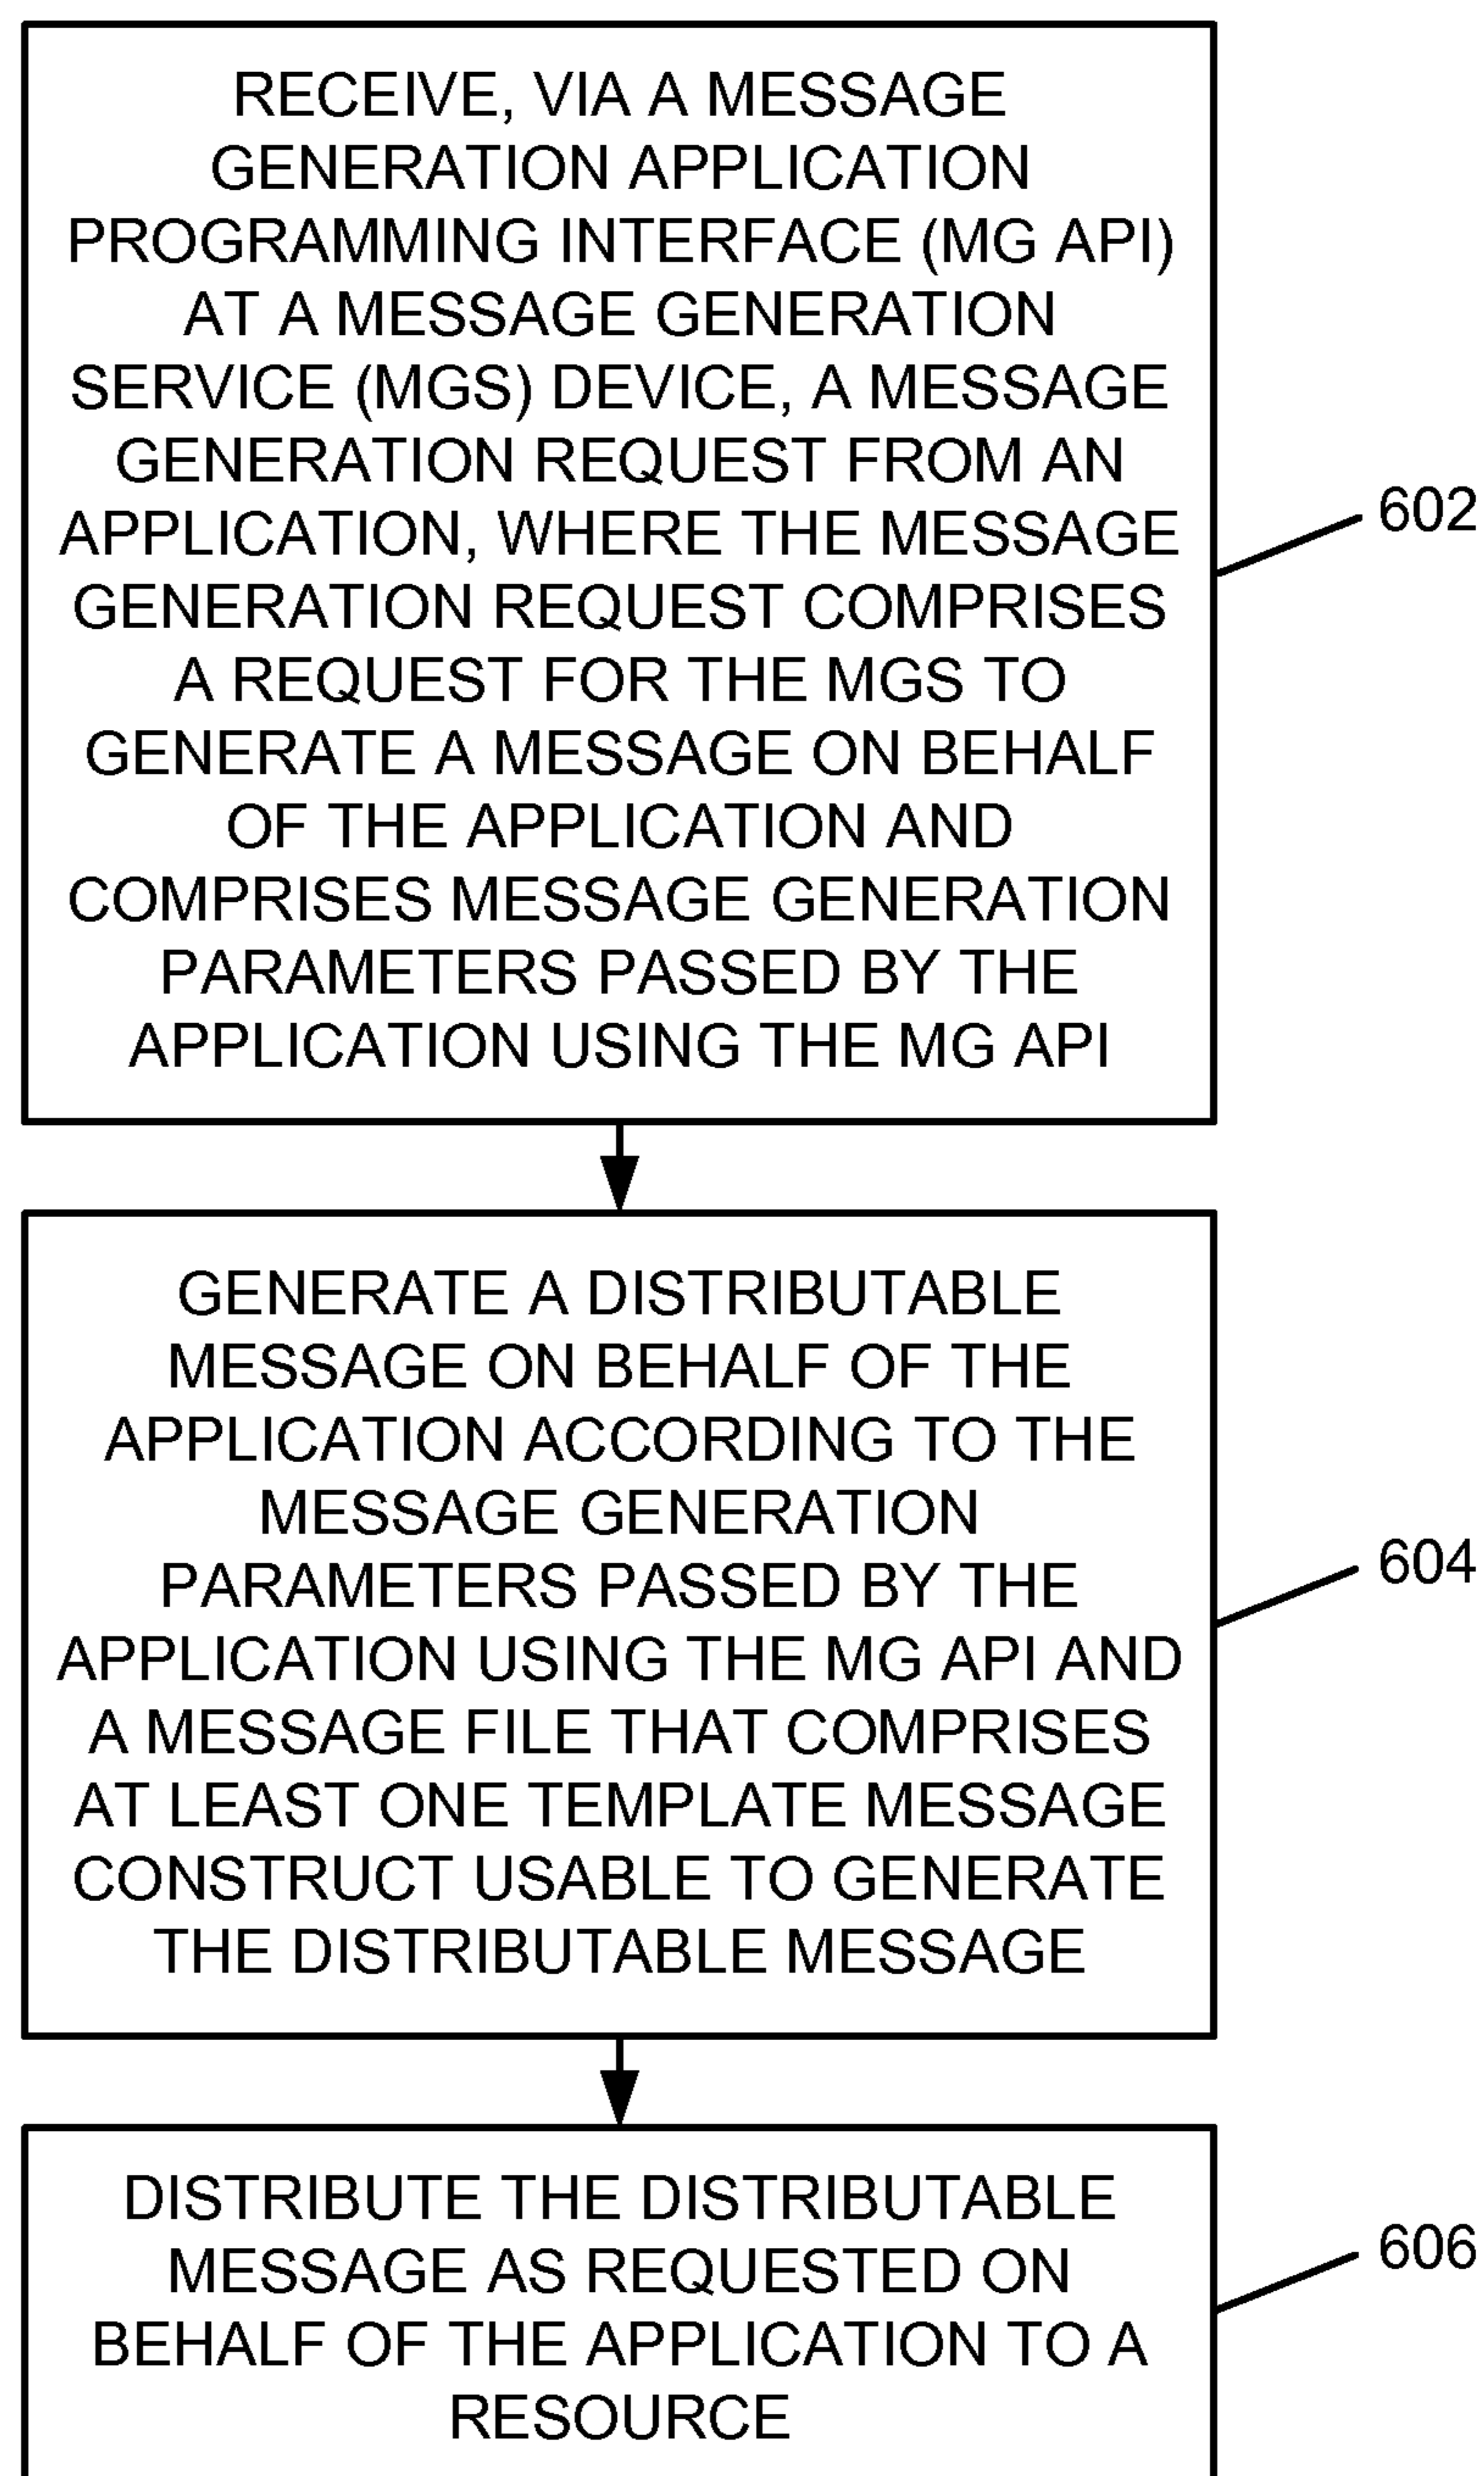 RECEIVE, VIA A MESSAGE
GENERATION APPLICATION
PROGRAMMING INTERFACE (MG API)
AT A MESSAGE GENERATION
SERVICE (MGS) DEVICE, A MESSAGE
GENERATION REQUEST FROM AN
APPLICATION, WHERE THE MESSAGE
GENERATION REQUEST COMPRISES
A REQUEST FOR THE MGS TO
GENERATE A MESSAGE ON BEHALF
OF THE APPLICATION AND
COMPRISES MESSAGE GENERATION
PARAMETERS PASSED BY THE
APPLICATION USING THE MG API
602
GENERATE A DISTRIBUTABLE
MESSAGE ON BEHALF OF THE
APPLICATION ACCORDING TO THE
MESSAGE GENERATION
PARAMETERS PASSED BY THE
APPLICATION USING THE MG API AND
A MESSAGE FILE THAT COMPRISES
AT LEAST ONE TEMPLATE MESSAGE
CONSTRUCT USABLE TO GENERATE
THE DISTRIBUTABLE MESSAGE
604
DISTRIBUTE THE DISTRIBUTABLE
MESSAGE AS REQUESTED ON
BEHALF OF THE APPLICATION TO A
RESOURCE
606